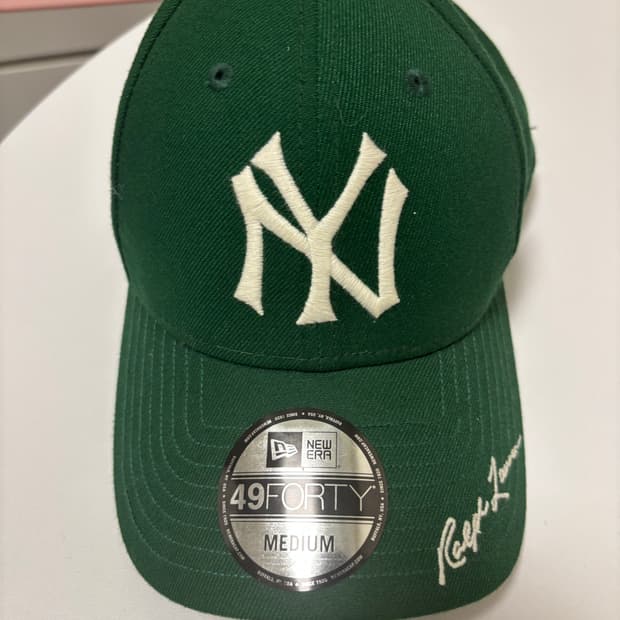 NY
NEW
ERA
49FORTY
MEDIUM
Ralph Lauren